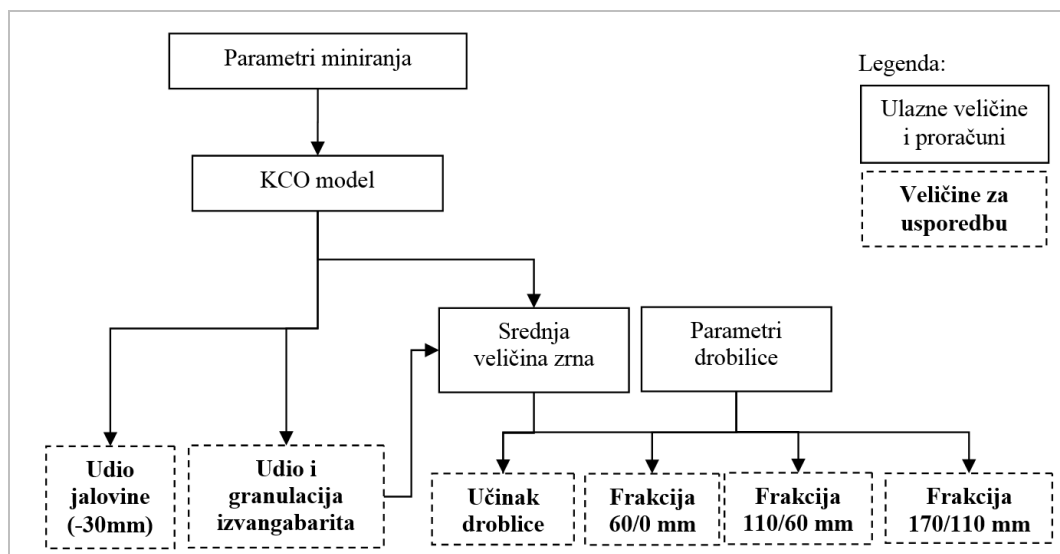 Parametri miniranja
Legenda:
Ulazne veličine
i proračuni
KCO model
Veličine za
usporedbu
Srednja
veličina zrna
Parametri
drobilice
Udio
jalovine
(-30mm)
Udio i
granulacija
izvangabarita
Učinak
droblice
Frakcija
60/0 mm
Frakcija
110/60 mm
Frakcija
170/110 mm